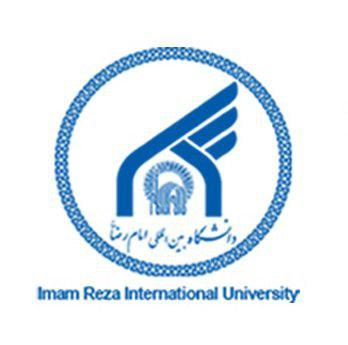 دانشگاه بین المللی امام رضا
Imam Reza International University